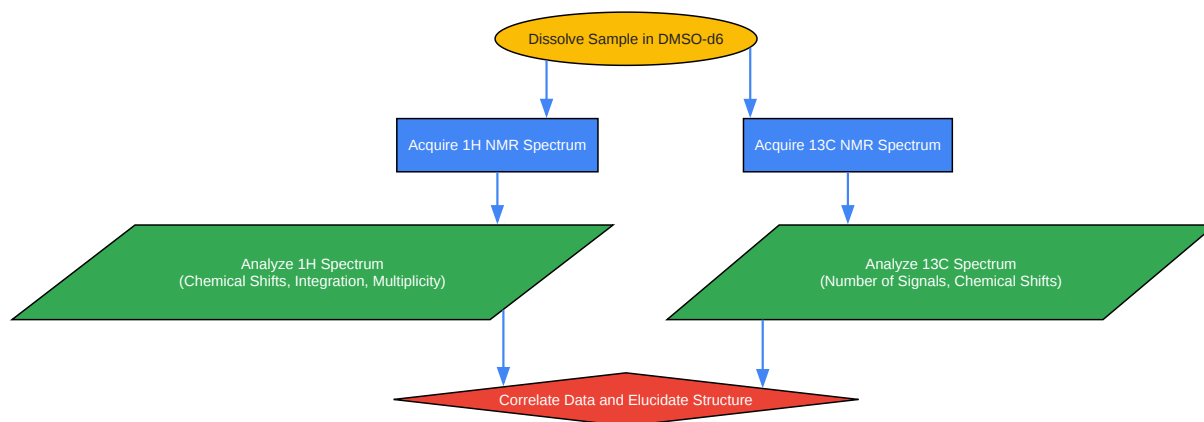 Dissolve Sample in DMSO-d6
Acquire 1H NMR Spectrum
Acquire 13C NMR Spectrum
Analyze 1H Spectrum
(Chemical Shifts, Integration, Multiplicity)
Analyze 13C Spectrum
(Number of Signals, Chemical Shifts)
Correlate Data and Elucidate Structure